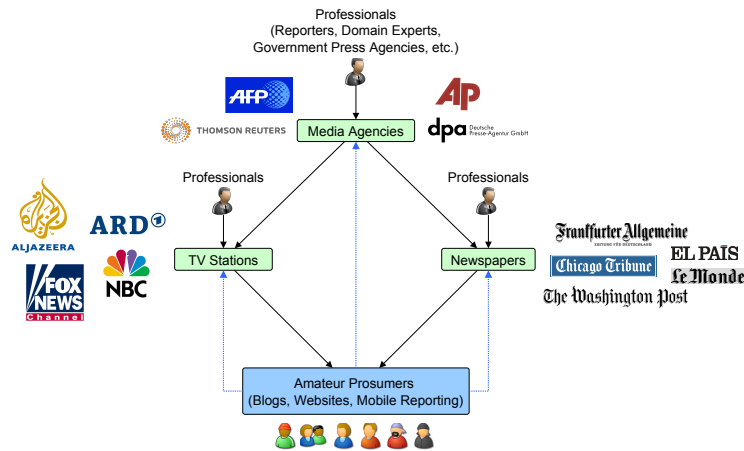 Professionals
(Reporters, Domain Experts,
Government Press Agencies, etc.)
AFP
AP
THOMSON REUTERS
Media Agencies
dpa Deutsche
Presse-Agentur GmbH
Professionals
Professionals
ALJAZEERA
ARD
FOX
NEWS
Channel
NBC
TV Stations
Newspapers
Frankfurter Allgemeine
ZEITUNG FÜR DEUTSCHLAND
EL PAÍS
Chicago Tribune
Le Monde
The Washington Post
Amateur Prosumers
(Blogs, Websites, Mobile Reporting)